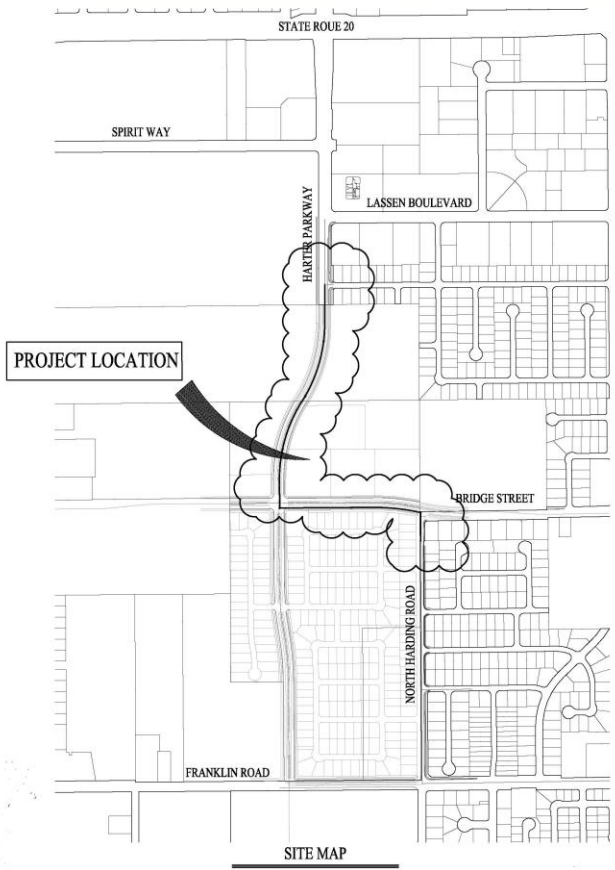 STATE ROUE 20
SPIRIT WAY
LASSEN BOULEVARD
HARTER PARKWAY
PROJECT LOCATION
BRIDGE STREET
NORTH HARDING ROAD
FRANKLIN ROAD
SITE MAP